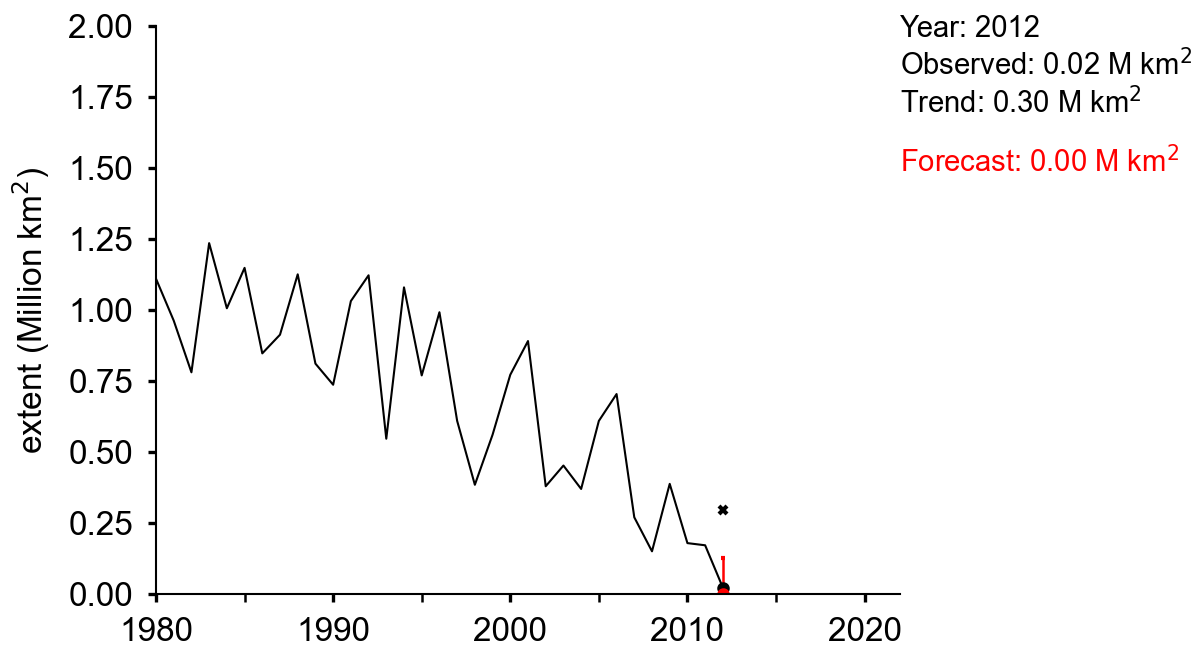 2.00
1.75
1.50
1.25
1.00
0.75
0.50
0.25
0.00
extent (Million km²)
1980 1990 2000 2010 2020
Year: 2012
Observed: 0.02 M km²
Trend: 0.30 M km²
Forecast: 0.00 M km²